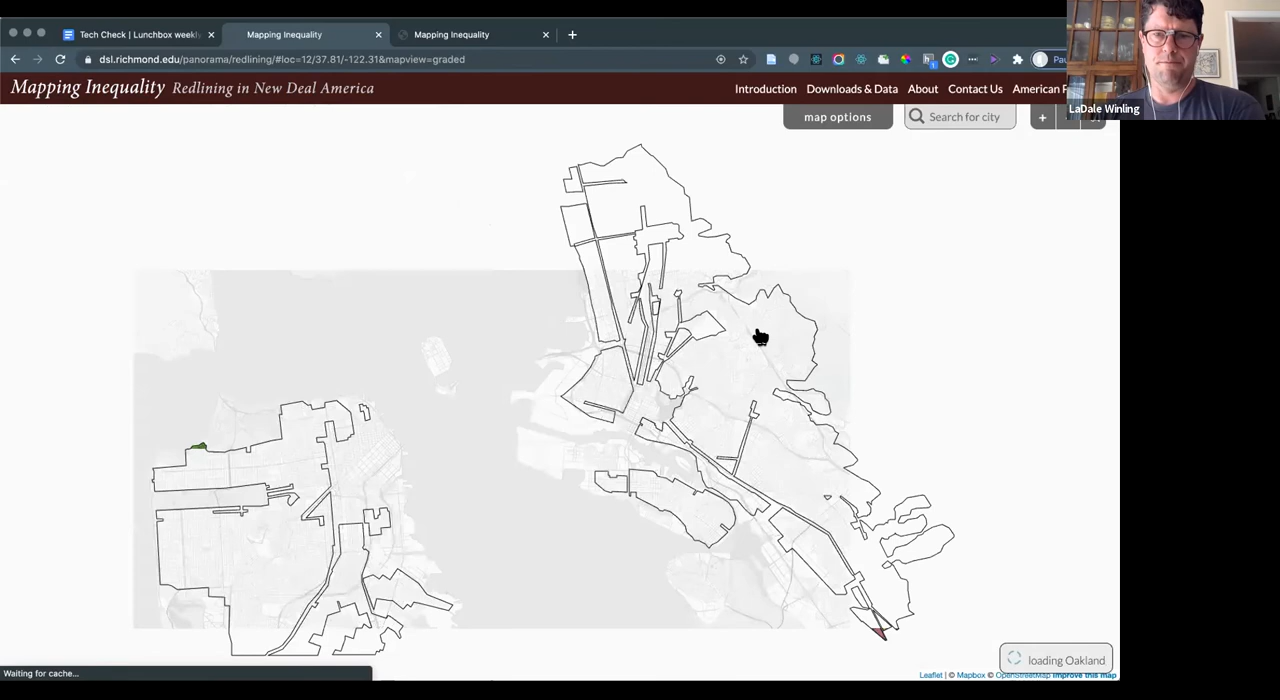 Tech Check | Lunchbox weekly
Mapping Inequality
Mapping Inequality
dsl.richmond.edu/panorama/redlining/#loc=12/37.81/-122.31&mapview=graded
Mapping Inequality Redlining in New Deal America
Introduction Downloads & Data About Contact Us American
LaDale Winling
map options
Search for city
+
loading Oakland
Waiting for cache...
Leaflet | © Mapbox © OpenStreetMap Improve this map